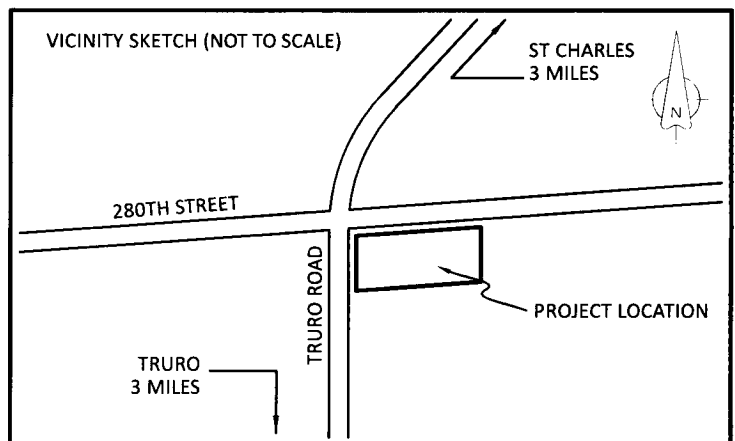 VICINITY SKETCH (NOT TO SCALE)
ST CHARLES
3 MILES
N
280TH STREET
TRURO ROAD
PROJECT LOCATION
TRURO
3 MILES